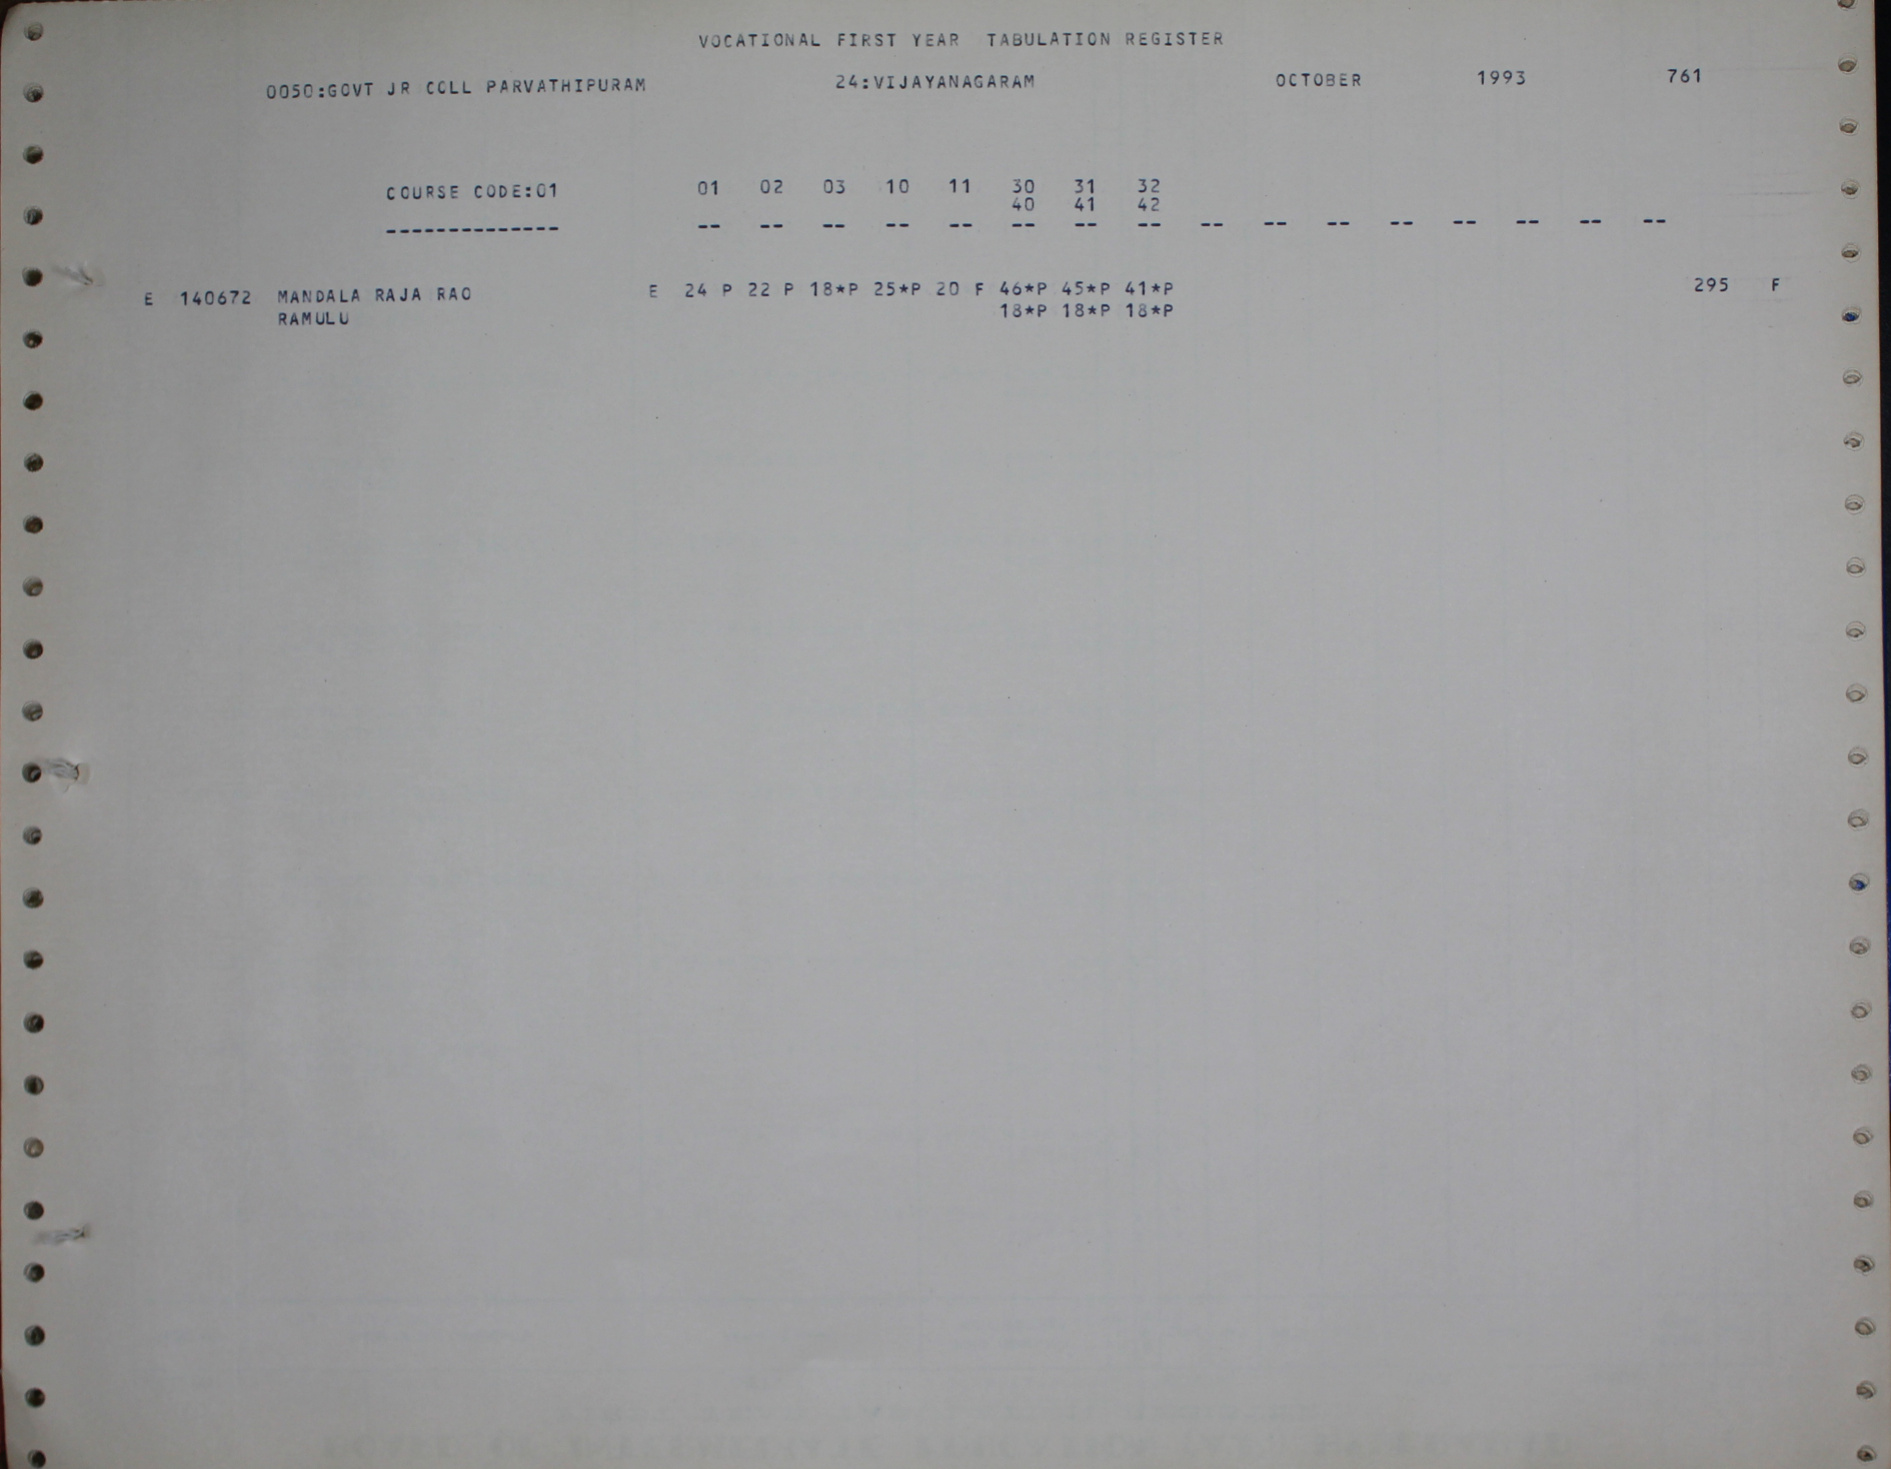 VOCATIONAL FIRST YEAR TABULATION REGISTER
0050:GOVT JR COLL PARVATHIPURAM 24:VIJAYANAGARAM OCTOBER 1993 761
COURSE CODE:01 01 02 03 10 11 30 31 32
40 41 42
-------------- -- -- -- -- -- -- -- -- -- -- -- -- -- -- -- --
E 140672 MANDALA RAJA RAO E 24 P 22 P 18*P 25*P 20 F 46*P 45*P 41*P 295 F
RAMULU 18*P 18*P 18*P